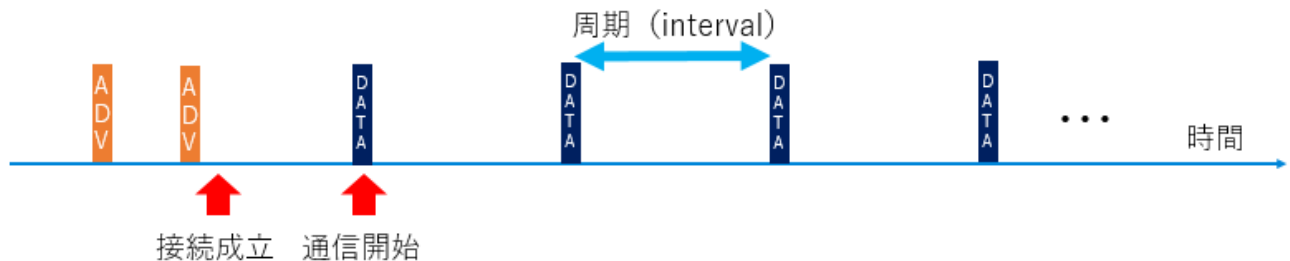 周期（interval）
ADV
ADV
DATA
DATA
DATA
DATA
・・・
時間
接続成立
通信開始